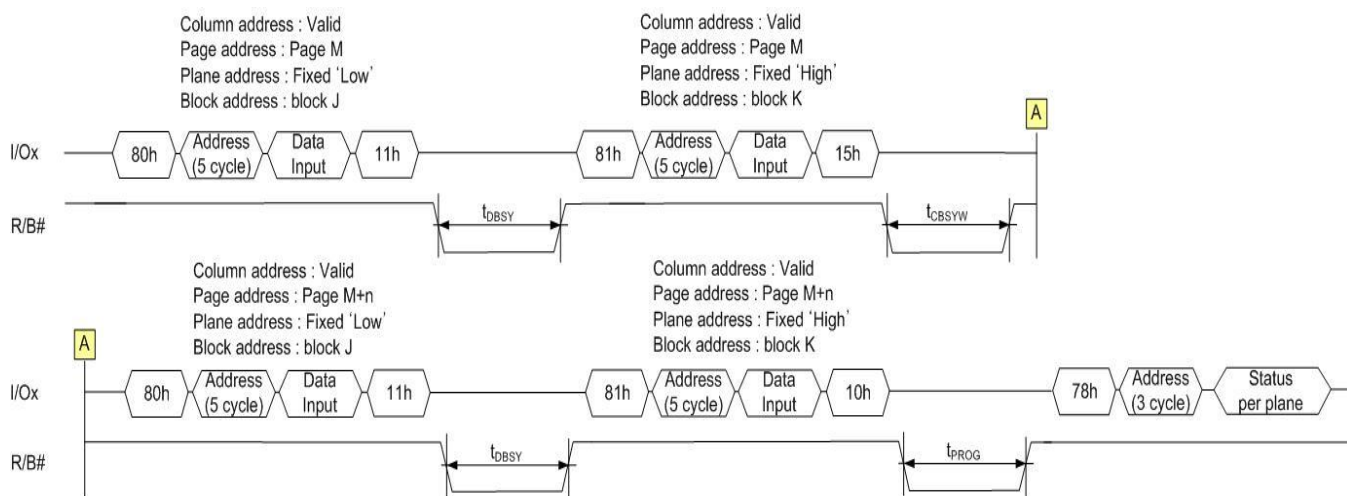 Column address : Valid
Page address : Page M
Plane address : Fixed 'Low'
Block address : block J
Column address : Valid
Page address : Page M
Plane address : Fixed 'High'
Block address : block K
A
I/Ox
80h
Address
(5 cycle)
Data
Input
11h
81h
Address
(5 cycle)
Data
Input
15h
R/B#
tDBSY
tCBSYW
Column address : Valid
Page address : Page M+n
Plane address : Fixed 'Low'
Block address : block J
Column address : Valid
Page address : Page M+n
Plane address : Fixed 'High'
Block address : block K
A
I/Ox
80h
Address
(5 cycle)
Data
Input
11h
81h
Address
(5 cycle)
Data
Input
10h
78h
Address
(3 cycle)
Status
per plane
R/B#
tDBSY
tPROG